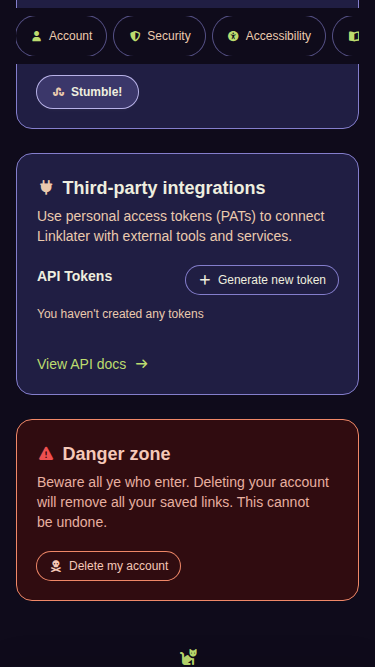 Account
Security
Accessibility
Stumble!
Third-party integrations
Use personal access tokens (PATs) to connect
Linklater with external tools and services.
API Tokens
Generate new token
You haven't created any tokens
View API docs
Danger zone
Beware all ye who enter. Deleting your account
will remove all your saved links. This cannot
be undone.
Delete my account